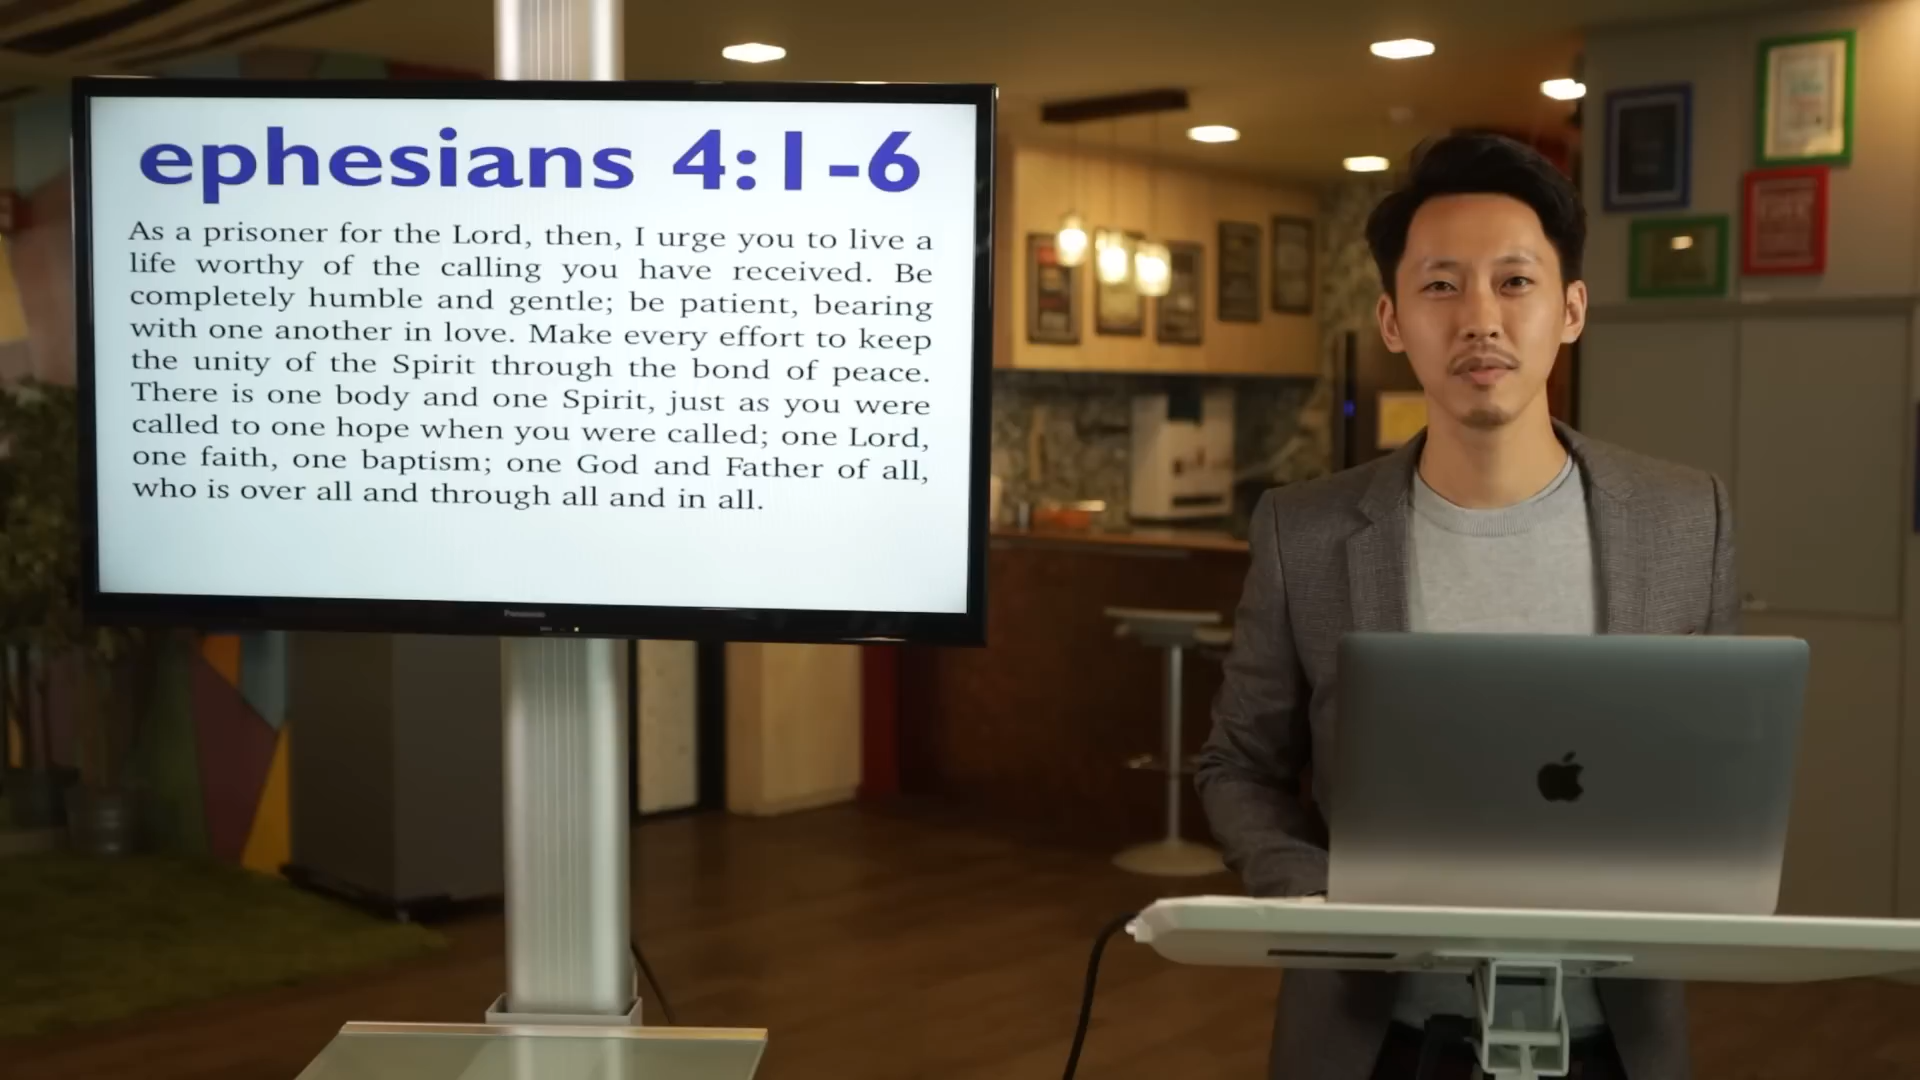 ephesians 4:1-6
As a prisoner for the Lord, then, I urge you to live a
life worthy of the calling you have received. Be
completely humble and gentle; be patient, bearing
with one another in love. Make every effort to keep
the unity of the Spirit through the bond of peace.
There is one body and one Spirit, just as you were
called to one hope when you were called; one Lord,
one faith, one baptism; one God and Father of all,
who is over all and through all and in all.
Panasonic